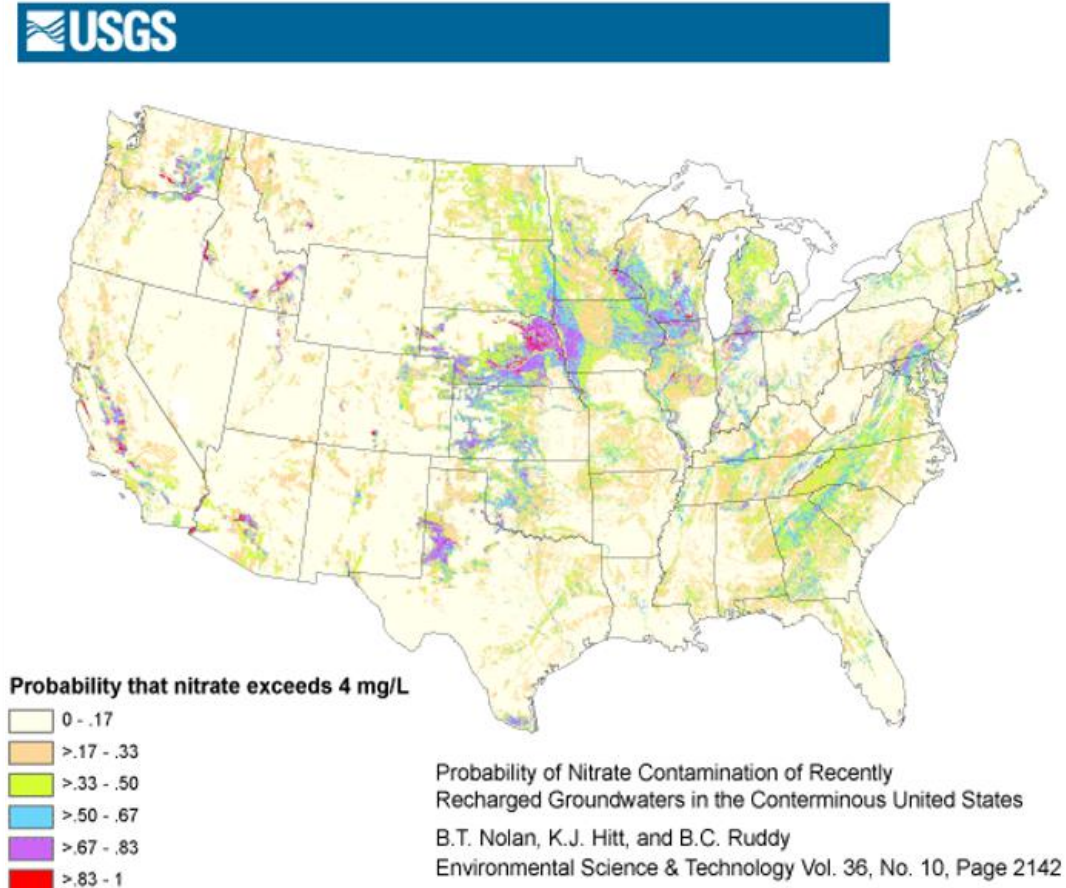 USGS
Probability that nitrate exceeds 4 mg/L
0 - .17
>.17 - .33
>.33 - .50
>.50 - .67
>.67 - .83
>.83 - 1
Probability of Nitrate Contamination of Recently
Recharged Groundwaters in the Conterminous United States
B.T. Nolan, K.J. Hitt, and B.C. Ruddy
Environmental Science & Technology Vol. 36, No. 10, Page 2142